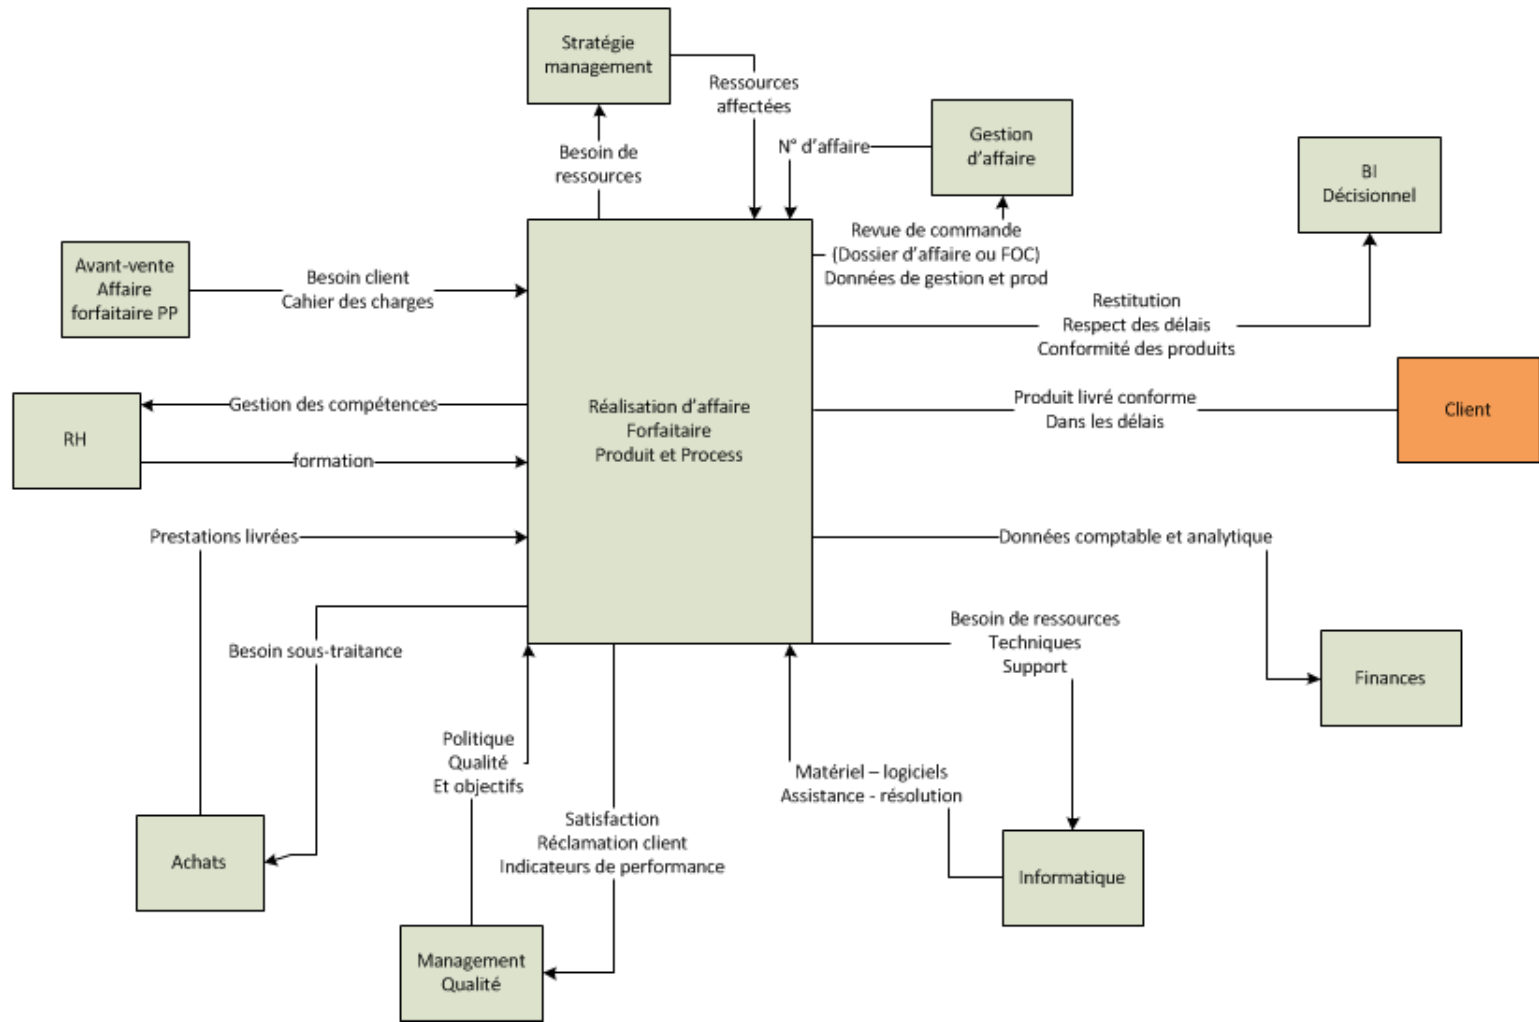 Stratégie
management
Ressources
affectées
Besoin de
ressources
N° d’affaire
Gestion
d’affaire
BI
Décisionnel
Revue de commande
(Dossier d’affaire ou FOC)
Données de gestion et prod
Avant-vente
Affaire
forfaitaire PP
Besoin client
Cahier des charges
Restitution
Respect des délais
Conformité des produits
RH
Gestion des compétences
formation
Réalisation d’affaire
Forfaitaire
Produit et Process
Produit livré conforme
Dans les délais
Client
Prestations livrées
Données comptable et analytique
Besoin sous-traitance
Besoin de ressources
Techniques
Support
Finances
Politique
Qualité
Et objectifs
Matériel – logiciels
Assistance - résolution
Satisfaction
Réclamation client
Indicateurs de performance
Achats
Informatique
Management
Qualité